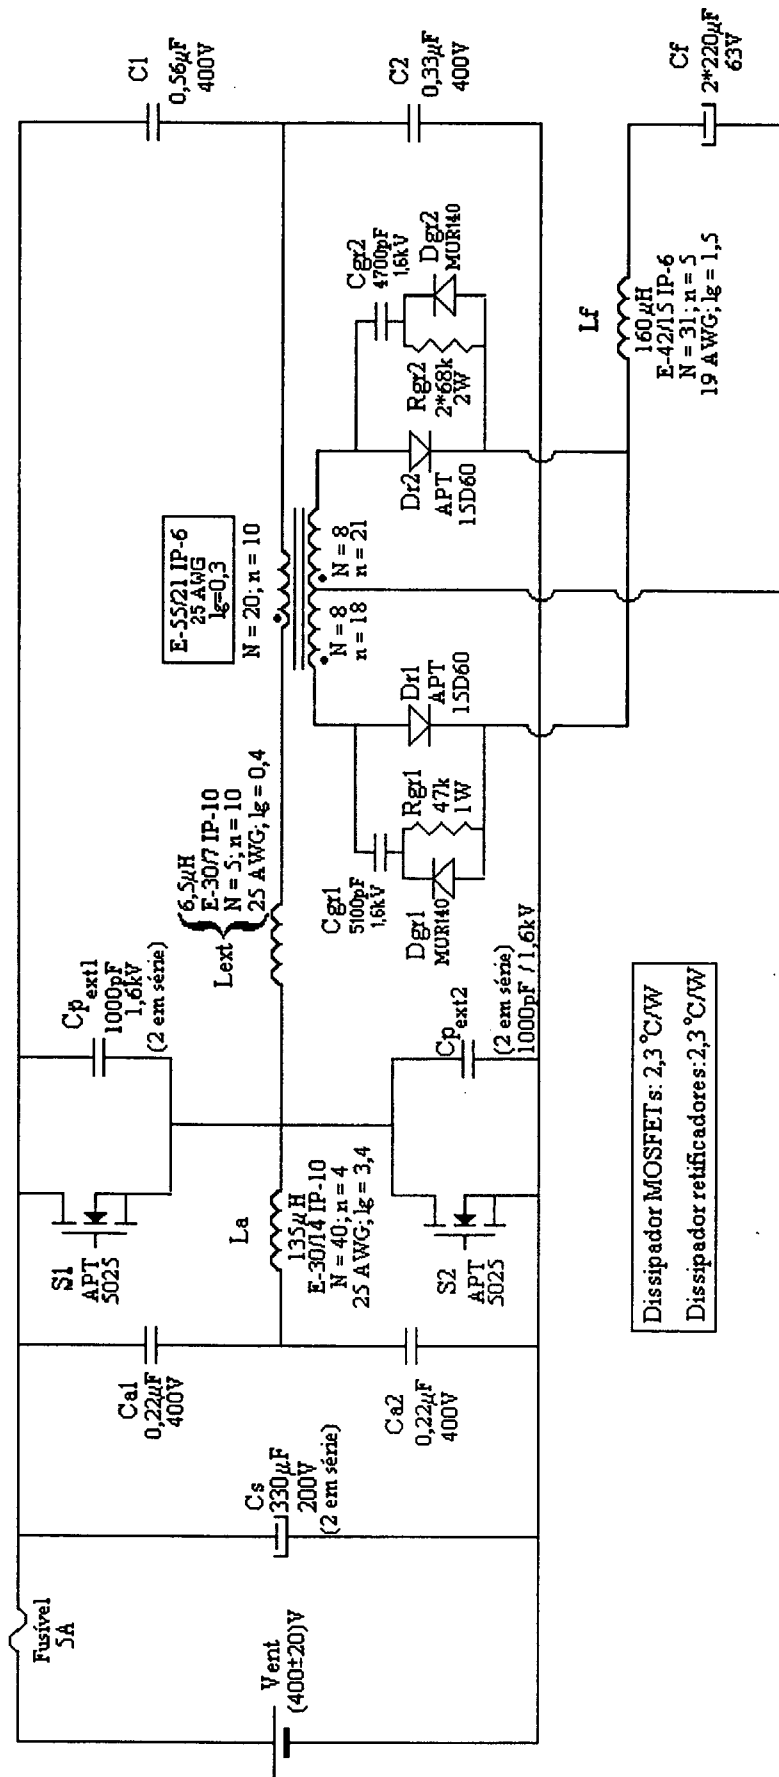 Fusível
5A
Vent
(400±20)V
Cs
330µF
200V
(2 em série)
Ca1
0,22µF
400V
Ca2
0,22µF
400V
S1
APT
5025
S2
APT
5025
La
135µH
E-30/14 IP-10
N = 40; n = 4
25 AWG; lg = 3,4
Cp ext1
1000pF
1,6kV
(2 em série)
Cp ext2
(2 em série)
1000pF / 1,6kV
Lext
6,5µH
E-30/7 IP-10
N = 5; n = 10
25 AWG; lg = 0,4
E-55/21 IP-6
25 AWG
lg=0,3
N = 20; n = 10
N = 8
n = 18
N = 8
n = 21
Cgr1
5100pF
1,6kV
Dgr1
MUR140
Rgr1
47k
1W
Dr1
APT
15D60
Dr2
APT
15D60
Rgr2
2*68k
2W
Cgr2
4700pF
1,6kV
Dgr2
MUR140
C1
0,56µF
400V
C2
0,33µF
400V
Lf
160µH
E-42/15 IP-6
N = 31; n = 5
19 AWG; lg = 1,5
Cf
2*220µF
63V
Dissipador MOSFETs: 2,3 °C/W
Dissipador retificadores: 2,3 °C/W